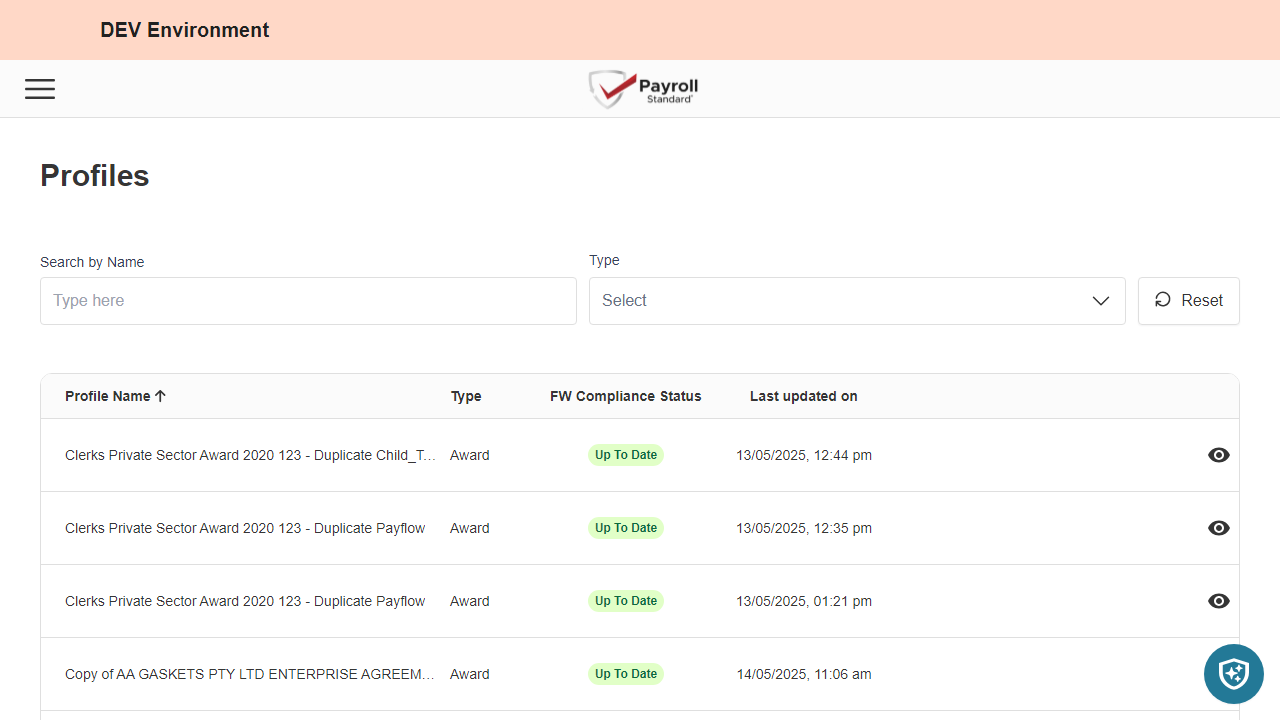 DEV Environment
Payroll
Standard
Profiles
Search by Name
Type
Type here
Select
Reset
Profile Name Type FW Compliance Status Last updated on
Clerks Private Sector Award 2020 123 - Duplicate Child_T... Award Up To Date 13/05/2025, 12:44 pm
Clerks Private Sector Award 2020 123 - Duplicate Payflow Award Up To Date 13/05/2025, 12:35 pm
Clerks Private Sector Award 2020 123 - Duplicate Payflow Award Up To Date 13/05/2025, 01:21 pm
Copy of AA GASKETS PTY LTD ENTERPRISE AGREEM... Award Up To Date 14/05/2025, 11:06 am